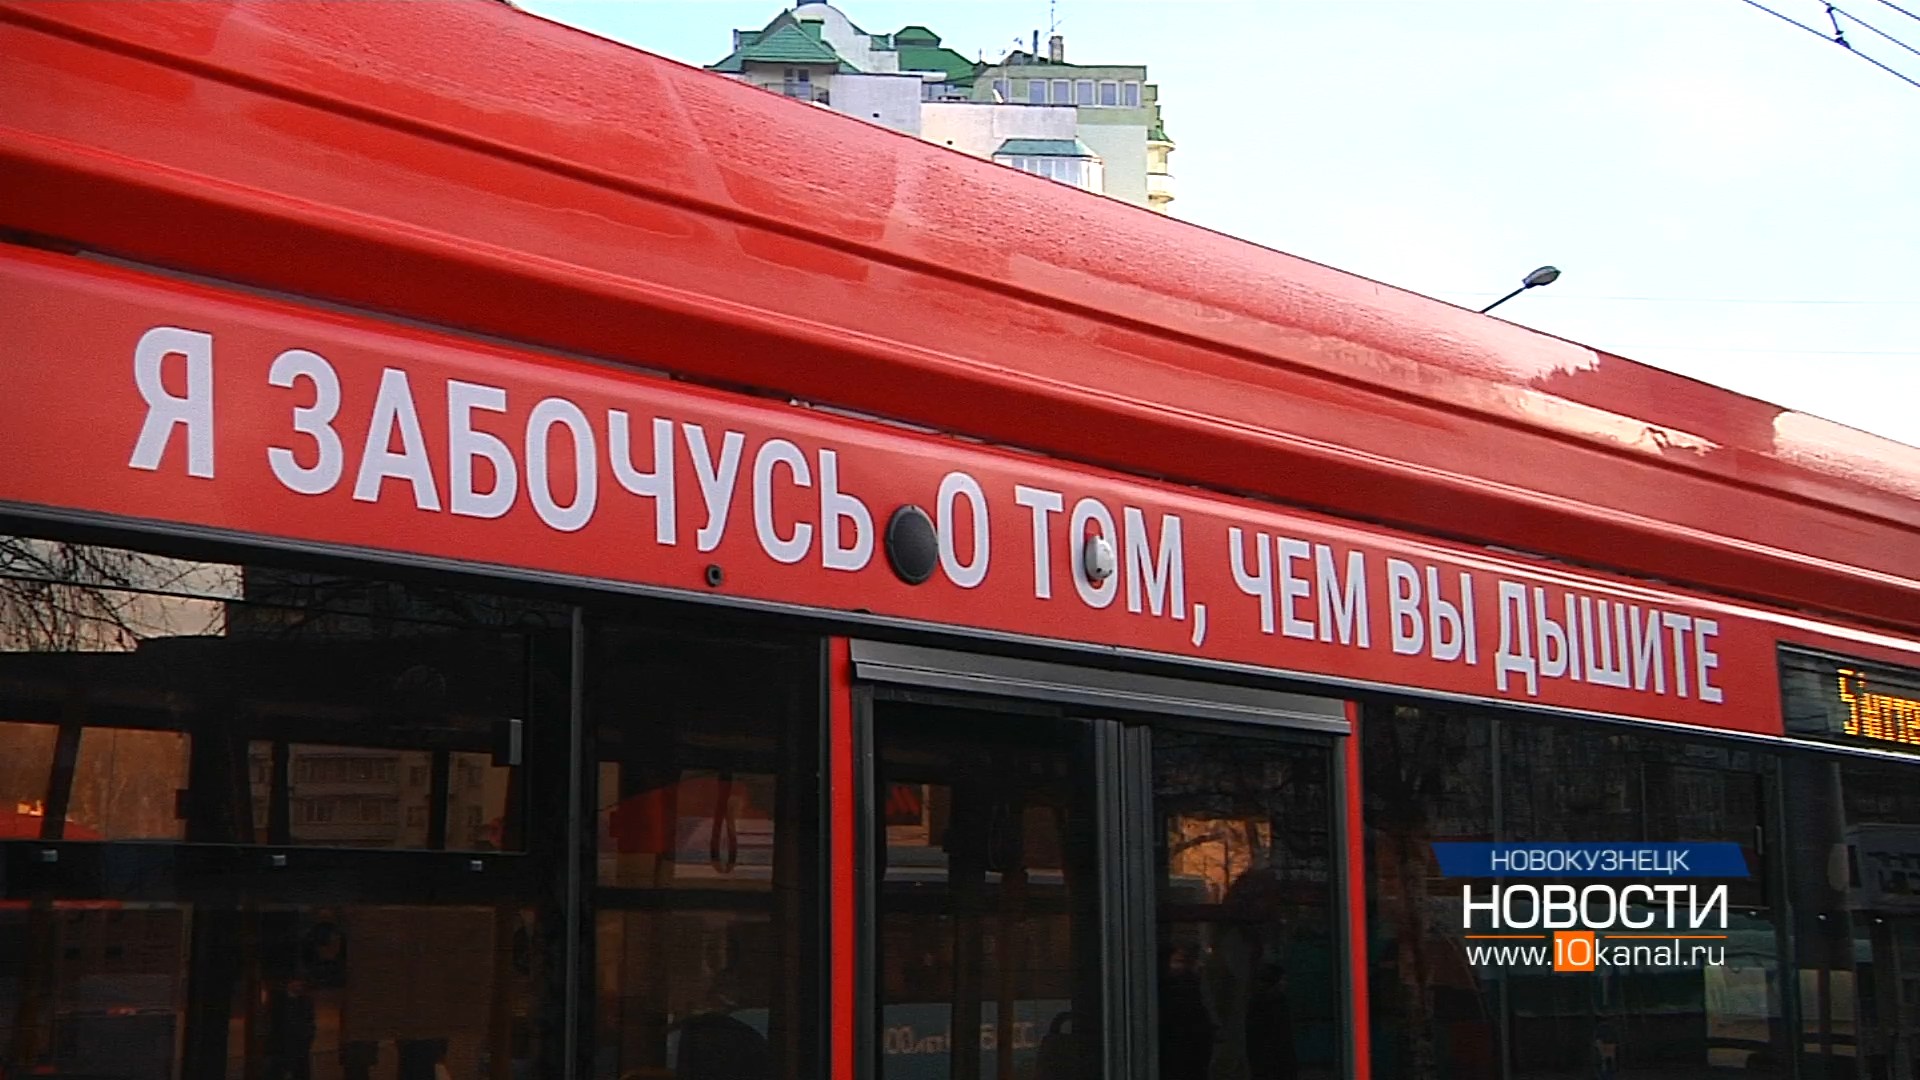 Я ЗАБОЧУСЬ О ТОМ, ЧЕМ ВЫ ДЫШИТЕ
НОВОКУЗНЕЦК
НОВОСТИ
www.10kanal.ru